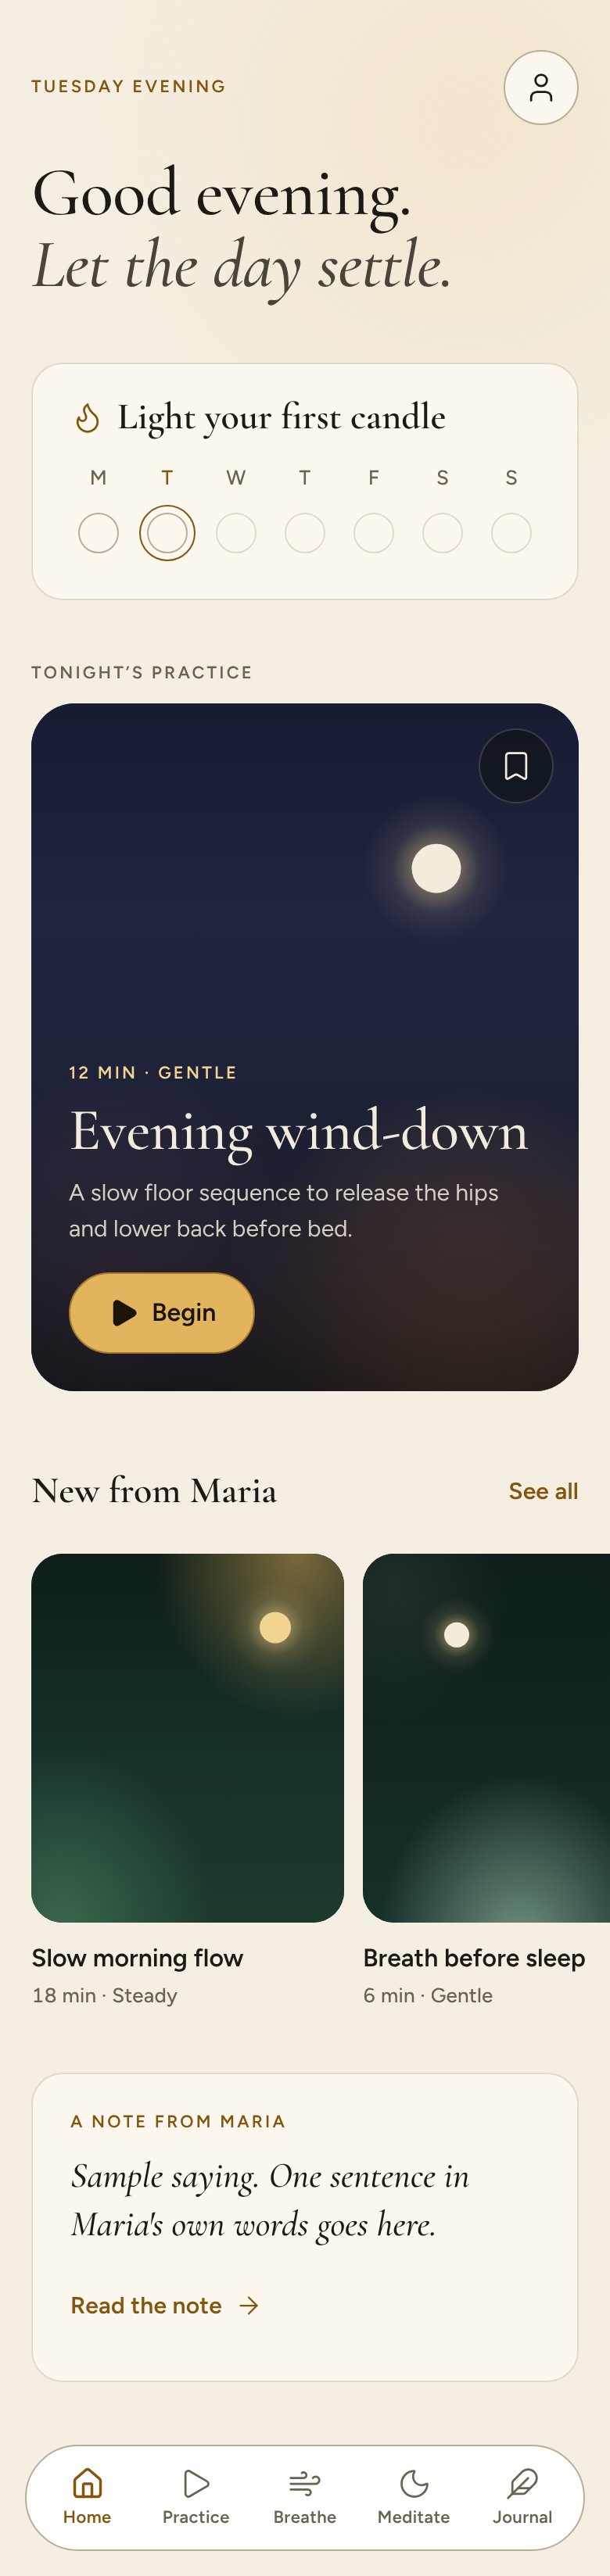 TUESDAY EVENING
Good evening.
Let the day settle.
Light your first candle
M T W T F S S
TONIGHT’S PRACTICE
12 MIN · GENTLE
Evening wind-down
A slow floor sequence to release the hips
and lower back before bed.
Begin
New from Maria
See all
Slow morning flow
18 min · Steady
Breath before sleep
6 min · Gentle
A NOTE FROM MARIA
Sample saying. One sentence in
Maria's own words goes here.
Read the note
Home
Practice
Breathe
Meditate
Journal